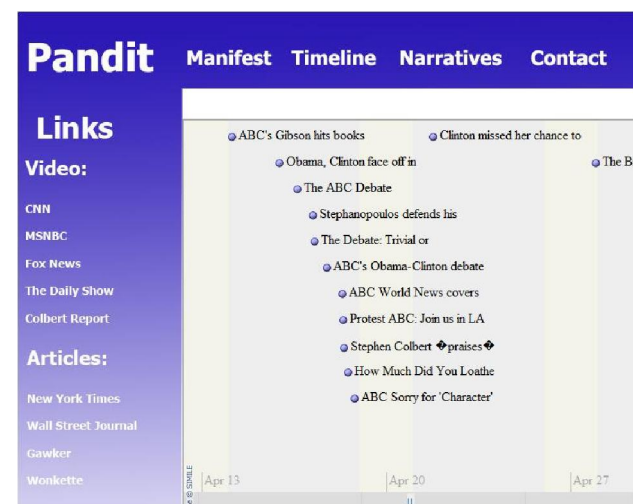 Pandit
Manifest Timeline Narratives Contact
Links
Video:
CNN
MSNBC
Fox News
The Daily Show
Colbert Report
Articles:
New York Times
Wall Street Journal
Gawker
Wonkette
ABC's Gibson hits books
Clinton missed her chance to
Obama, Clinton face off in
The B
The ABC Debate
Stephanopoulos defends his
The Debate: Trivial or
ABC's Obama-Clinton debate
ABC World News covers
Protest ABC: Join us in LA
Stephen Colbert �praises�
How Much Did You Loathe
ABC Sorry for 'Character'
Apr 13
Apr 20
Apr 27
e © SIMILE